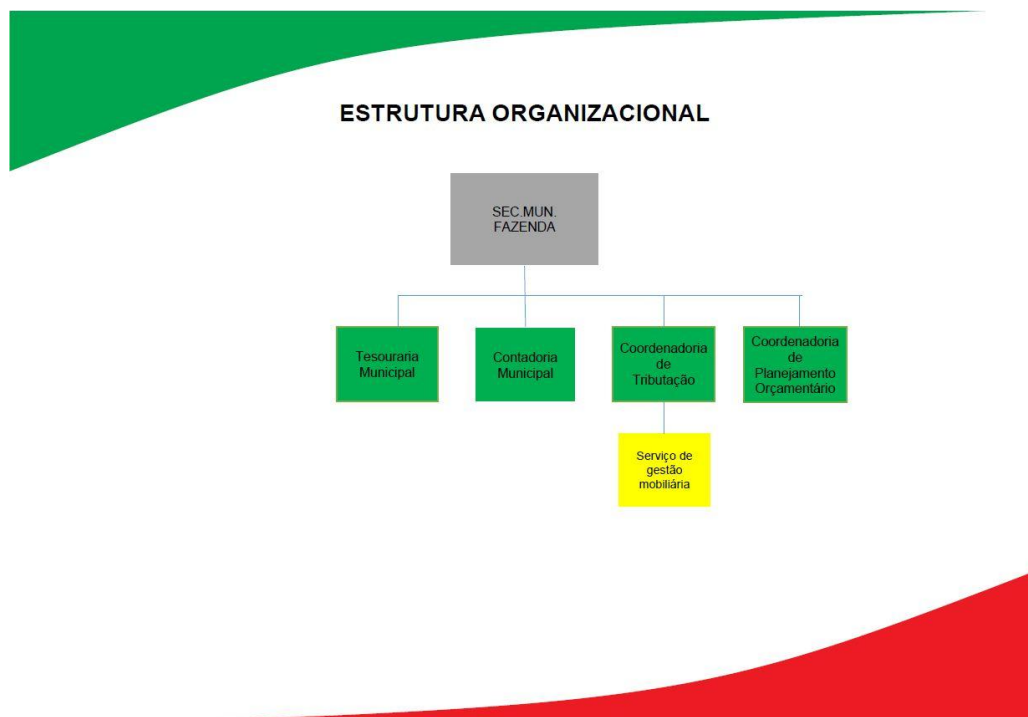 ESTRUTURA ORGANIZACIONAL
SEC.MUN.
FAZENDA
Tesouraria
Municipal
Contadoria
Municipal
Coordenadoria
de
Tributação
Coordenadoria
de
Planejamento
Orçamentário
Serviço de
gestão
mobiliária